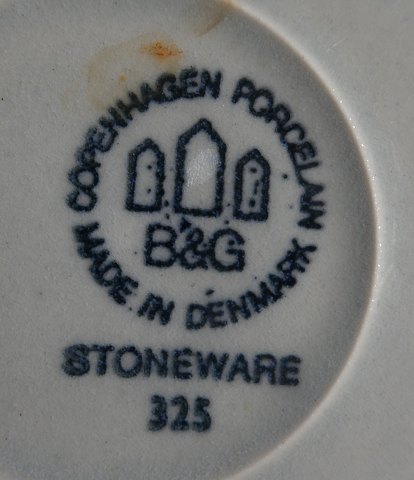 COPENHAGEN PORCELAIN
B&G
MADE IN DENMARK
STONEWARE
325